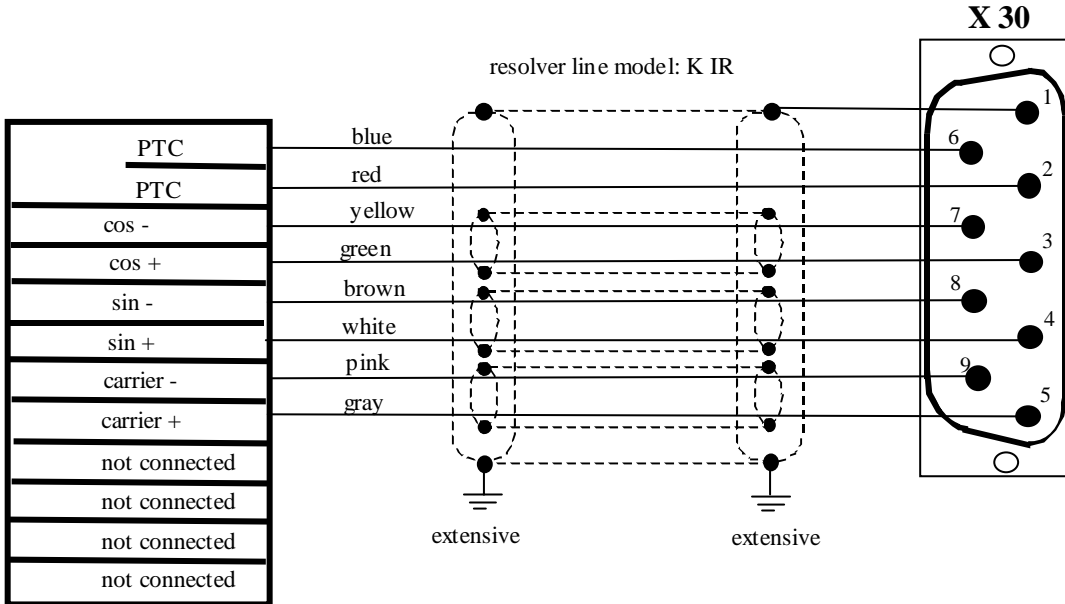 X 30
resolver line model: K IR
1
blue
PTC
6
red
PTC
2
yellow
cos -
7
green
cos +
3
brown
sin -
8
white
sin +
4
pink
carrier -
9
gray
carrier +
5
not connected
not connected
extensive
extensive
not connected
not connected